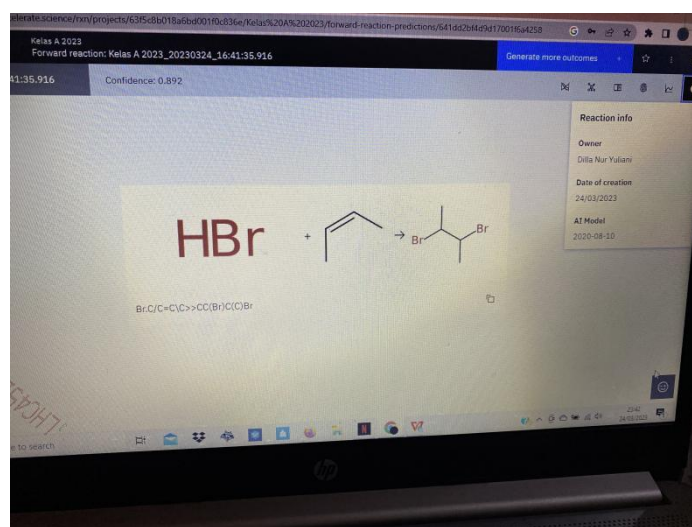 elerate.science/rxn/projects/63f5c8b018a6bd001f0c836e/Kelas%20A%202023/forward-reaction-predictions/641dd2bf4d9d17001f6a4258
Kelas A 2023
Forward reaction: Kelas A 2023_20230324_16:41:35.916
Generate more outcomes
41:35.916
Confidence: 0.892
Reaction info
Owner
Dilla Nur Yuliani
Date of creation
24/03/2023
AI Model
2020-08-10
HBr + → Br Br
Br.C/C=C\C>>CC(Br)C(C)Br
e to search
hp